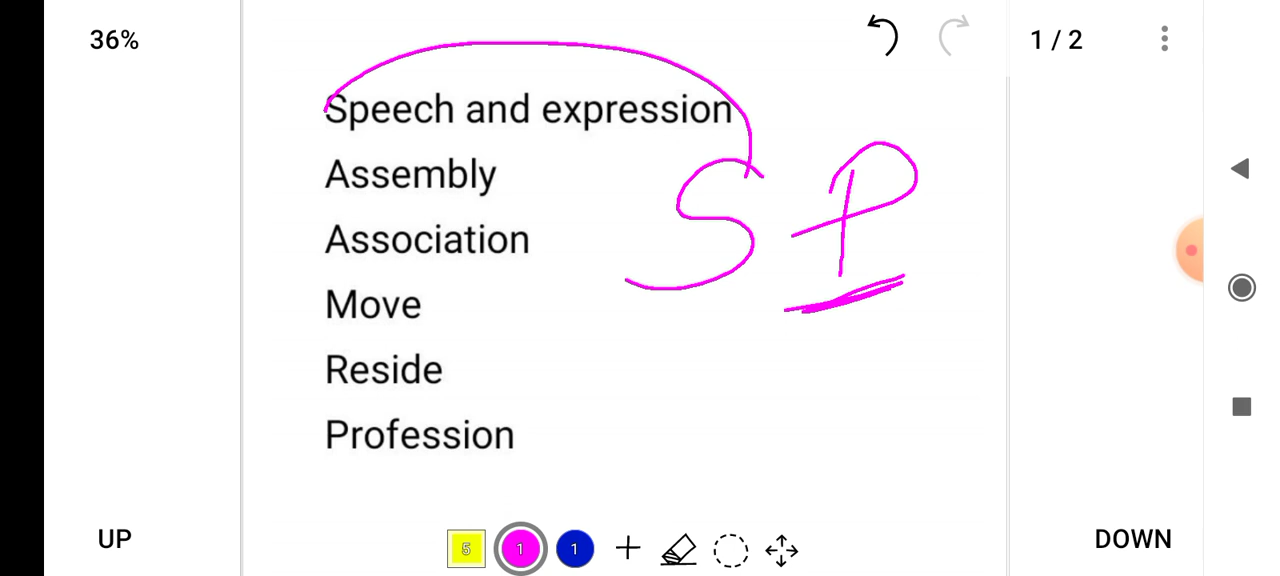 36%
1 / 2
Speech and expression
Assembly
S P
Association
Move
Reside
Profession
UP
5
1
1
DOWN